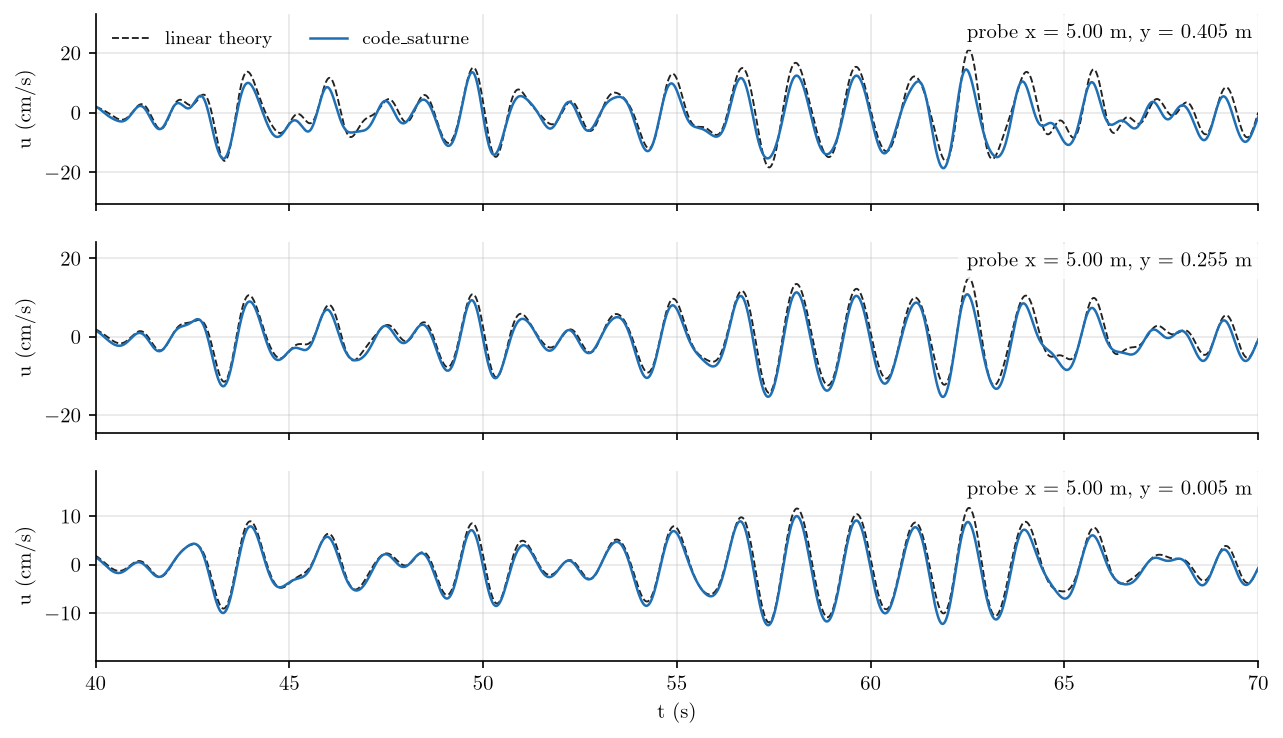 linear theory
code_saturne
probe x = 5.00 m, y = 0.405 m
u (cm/s)
20
0
−20
probe x = 5.00 m, y = 0.255 m
u (cm/s)
20
0
−20
probe x = 5.00 m, y = 0.005 m
u (cm/s)
10
0
−10
40 45 50 55 60 65 70
t (s)